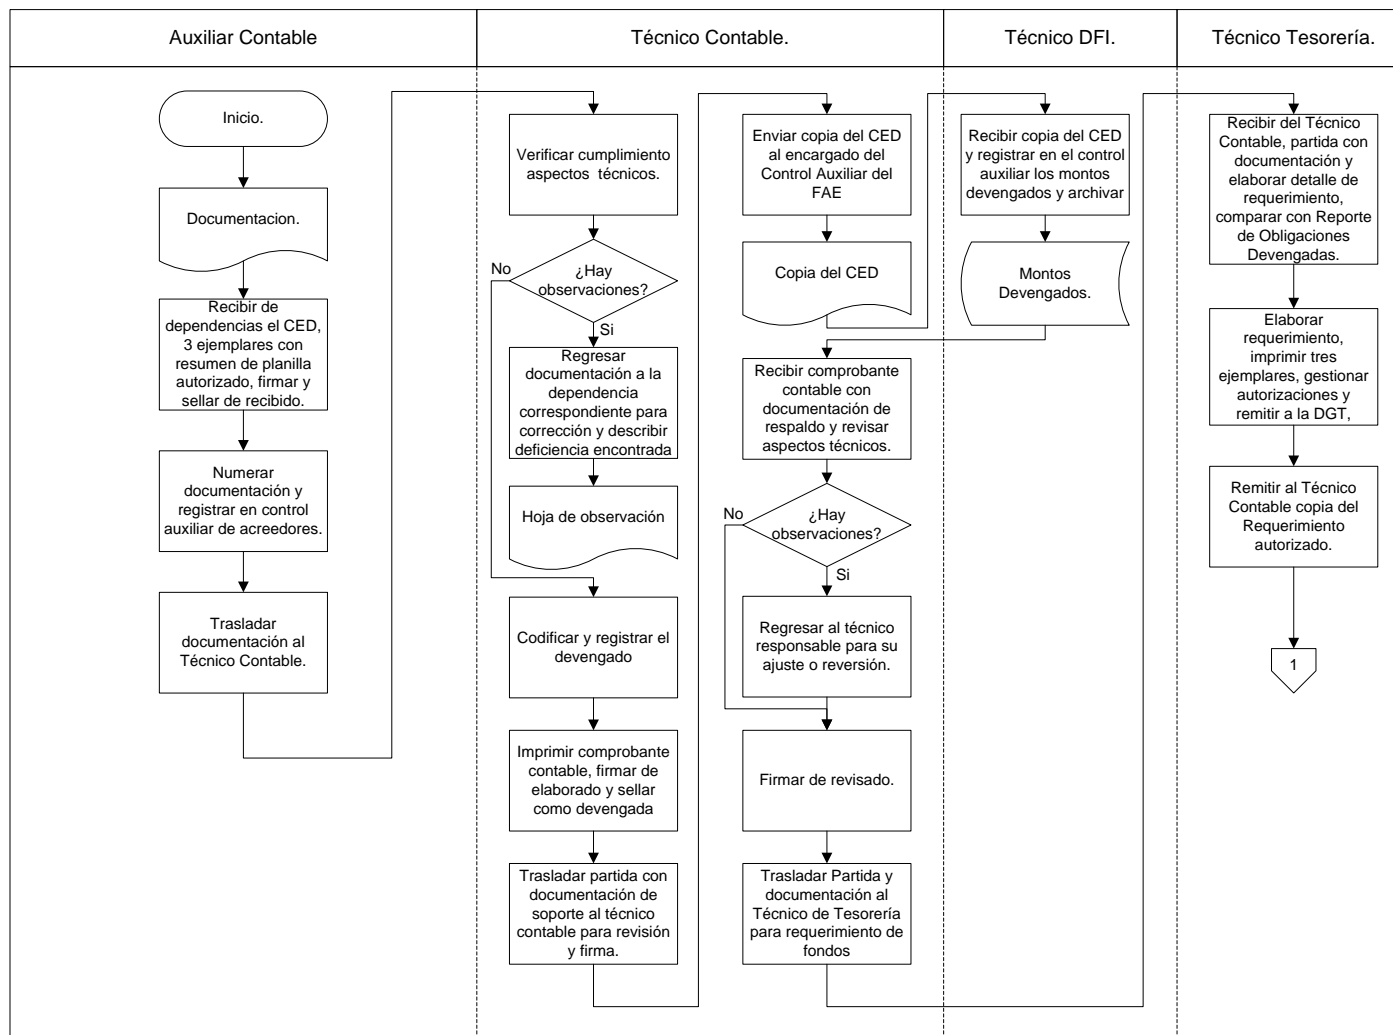 Auxiliar Contable
Técnico Contable.
Técnico DFI.
Técnico Tesorería.
Inicio.
Documentacion.
Recibir de
dependencias el CED,
3 ejemplares con
resumen de planilla
autorizado, firmar y
sellar de recibido.
Numerar
documentación y
registrar en control
auxiliar de acreedores.
Trasladar
documentación al
Técnico Contable.
Verificar cumplimiento
aspectos técnicos.
¿Hay
observaciones?
No
Si
Regresar
documentación a la
dependencia
correspondiente para
corrección y describir
deficiencia encontrada
Hoja de observación
Codificar y registrar el
devengado
Imprimir comprobante
contable, firmar de
elaborado y sellar
como devengada
Trasladar partida con
documentación de
soporte al técnico
contable para revisión
y firma.
Enviar copia del CED
al encargado del
Control Auxiliar del
FAE
Copia del CED
Recibir comprobante
contable con
documentación de
respaldo y revisar
aspectos técnicos.
¿Hay
observaciones?
No
Si
Regresar al técnico
responsable para su
ajuste o reversión.
Firmar de revisado.
Trasladar Partida y
documentación al
Técnico de Tesorería
para requerimiento de
fondos
Recibir copia del CED
y registrar en el control
auxiliar los montos
devengados y archivar
Montos
Devengados.
Recibir del Técnico
Contable, partida con
documentación y
elaborar detalle de
requerimiento,
comparar con Reporte
de Obligaciones
Devengadas.
Elaborar
requerimiento,
imprimir tres
ejemplares, gestionar
autorizaciones y
remitir a la DGT,
Remitir al Técnico
Contable copia del
Requerimiento
autorizado.
1